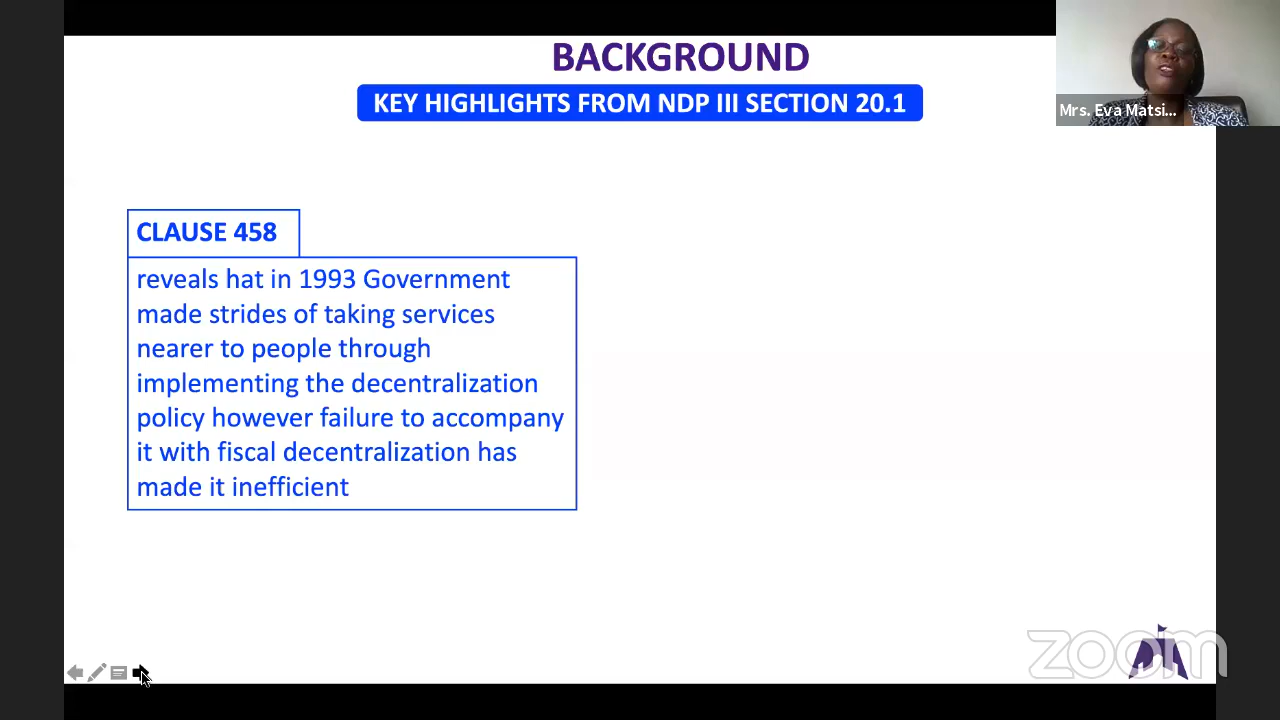 BACKGROUND
KEY HIGHLIGHTS FROM NDP III SECTION 20.1
Mrs. Eva Matsi...
CLAUSE 458
reveals hat in 1993 Government
made strides of taking services
nearer to people through
implementing the decentralization
policy however failure to accompany
it with fiscal decentralization has
made it inefficient
zoom